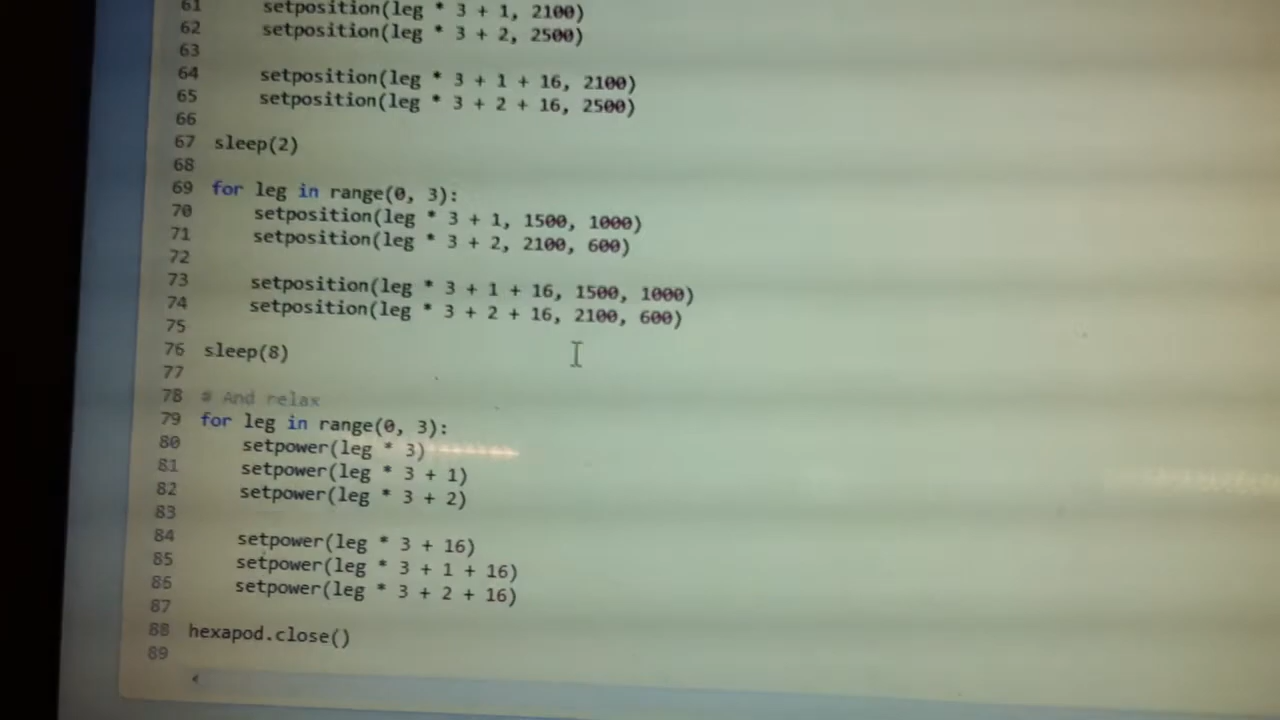 61 setposition(leg * 3 + 1, 2100)
62 setposition(leg * 3 + 2, 2500)
63
64 setposition(leg * 3 + 1 + 16, 2100)
65 setposition(leg * 3 + 2 + 16, 2500)
66
67 sleep(2)
68
69 for leg in range(0, 3):
70 setposition(leg * 3 + 1, 1500, 1000)
71 setposition(leg * 3 + 2, 2100, 600)
72
73 setposition(leg * 3 + 1 + 16, 1500, 1000)
74 setposition(leg * 3 + 2 + 16, 2100, 600)
75
76 sleep(8)
77
78 # And relax
79 for leg in range(0, 3):
80 setpower(leg * 3)
81 setpower(leg * 3 + 1)
82 setpower(leg * 3 + 2)
83
84 setpower(leg * 3 + 16)
85 setpower(leg * 3 + 1 + 16)
86 setpower(leg * 3 + 2 + 16)
87
88 hexapod.close()
89